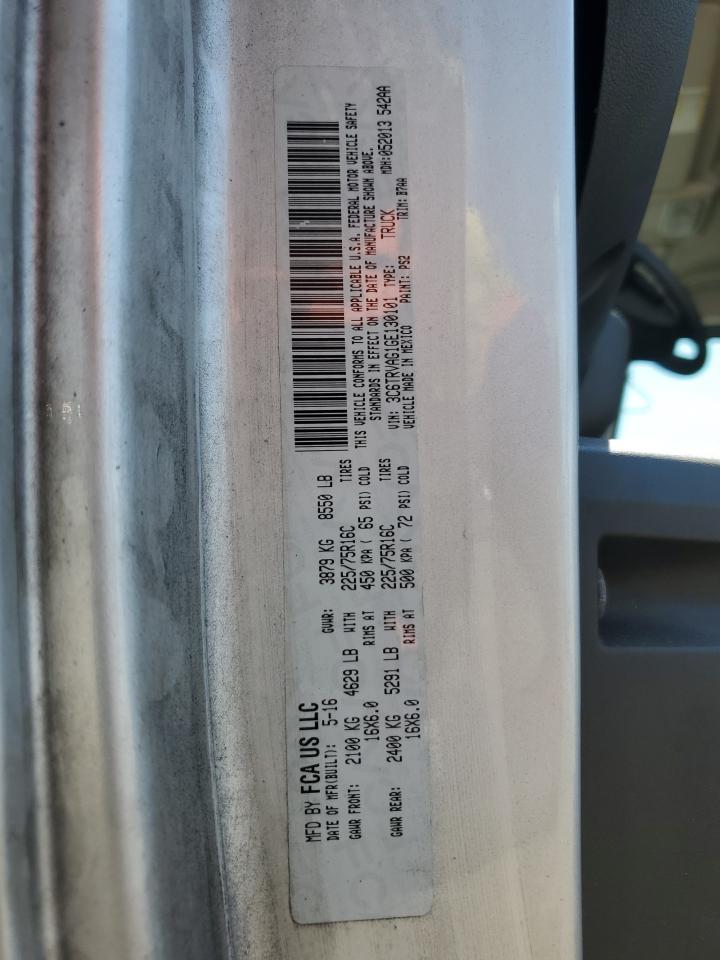 MFD BY FCA US LLC
DATE OF MFR(BUILT): 5-16 GVWR: 3879 KG 8550 LB
GAWR FRONT: 2100 KG 4629 LB WITH 225/75R16C TIRES
16X6.0 RIMS AT 450 KPA ( 65 PSI) COLD
GAWR REAR: 2400 KG 5291 LB WITH 225/75R16C TIRES
16X6.0 RIMS AT 500 KPA ( 72 PSI) COLD
THIS VEHICLE CONFORMS TO ALL APPLICABLE U.S.A. FEDERAL MOTOR VEHICLE SAFETY
STANDARDS IN EFFECT ON THE DATE OF MANUFACTURE SHOWN ABOVE.
VIN: 3C6TRVAG1GE130101 TYPE: TRUCK MDH:052013 542AA
VEHICLE MADE IN MEXICO PAINT: PS2 TRIM: B7AA